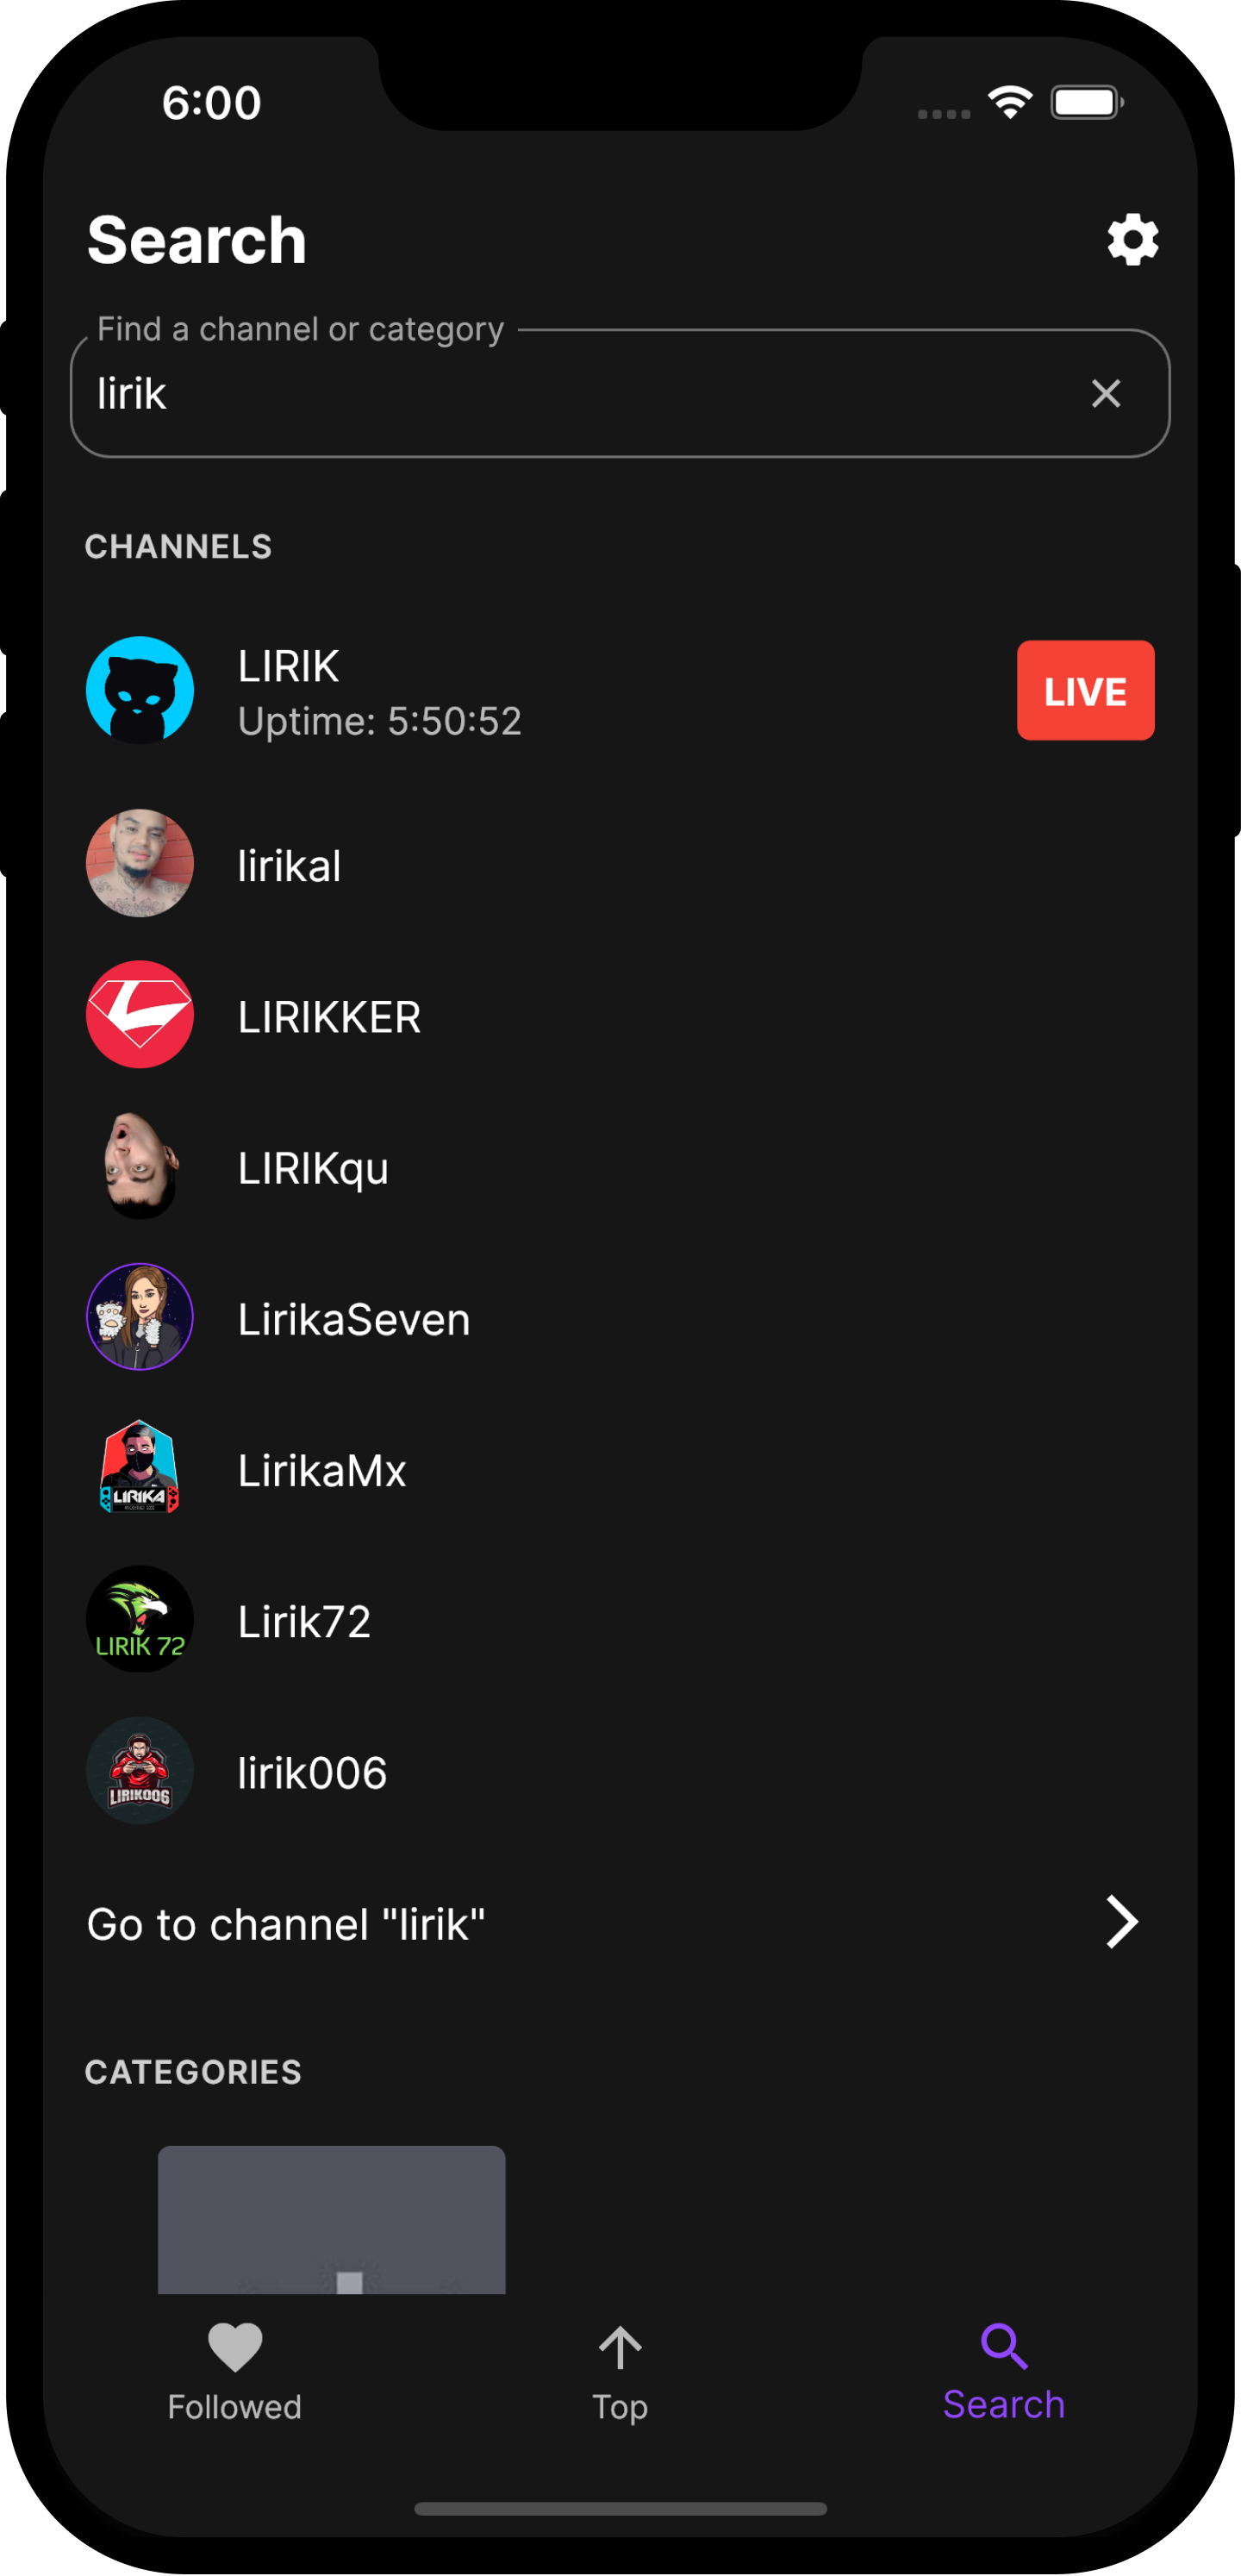 6:00
Search
Find a channel or category
lirik
CHANNELS
LIRIK
Uptime: 5:50:52
LIVE
lirikal
LIRIKKER
LIRIKqu
LirikaSeven
LIRIKA
LirikaMx
LIRIK 72
Lirik72
LIRIK006
lirik006
Go to channel "lirik"
CATEGORIES
Followed
Top
Search